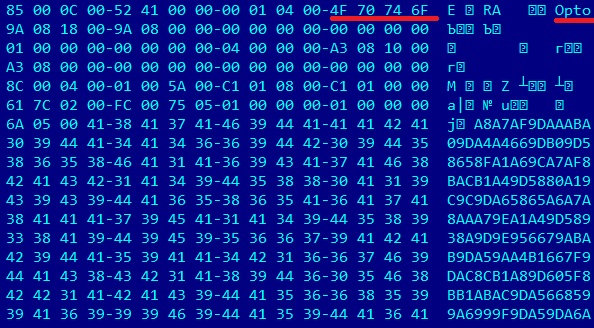 85 00 0C 00-52 41 00 00-00 01 04 00-4F 70 74 6F Е RA Opto
9A 08 18 00-9A 08 00 00-00 00 00 00-00 00 00 00 Ъ Ъ
01 00 00 00-00 00 00 00-04 00 00 00-A3 08 10 00 г
A3 08 00 00-00 00 00 00-00 00 00 00-00 00 00 00 г
8C 00 04 00-01 00 5A 00-C1 01 08 00-C1 01 00 00 М Z ┴ ┴
61 7C 02 00-FC 00 75 05-01 00 00 00-01 00 00 00 a| № u
6A 05 00 41-38 41 37 41-46 39 44 41-41 41 42 41 j A8A7AF9DAAABA
30 39 44 41-34 41 34 36-36 39 44 42-30 39 44 35 09DA4A4669DB09D5
38 36 35 38-46 41 31 41-36 39 43 41-37 41 46 38 8658FA1A69CA7AF8
42 41 43 42-31 41 34 39-44 35 38 38-30 41 31 39 BACB1A49D5880A19
43 39 43 39-44 41 36 35-38 36 35 41-36 41 37 41 C9C9DA65865A6A7A
38 41 41 41-37 39 45 41-31 41 34 39-44 35 38 39 8AAA79EA1A49D589
33 38 41 39-44 39 45 39-35 36 36 37-39 41 42 41 38A9D9E956679ABA
42 39 44 41-35 39 41 41-34 42 31 36-36 37 46 39 B9DA59AA4B1667F9
44 41 43 38-43 42 31 41-38 39 44 36-30 35 46 38 DAC8CB1A89D605F8
42 42 31 41-42 41 43 39-44 41 35 36-36 38 35 39 BB1ABAC9DA566859
39 41 36 39-39 39 46 39-44 41 35 39-44 41 36 41 9A6999F9DA59DA6A